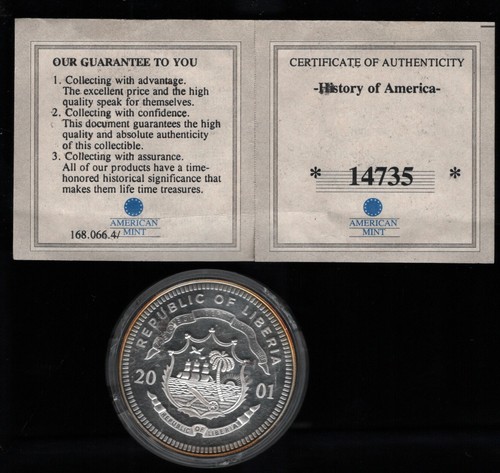 OUR GUARANTEE TO YOU
1. Collecting with advantage.
The excellent price and the high
quality speak for themselves.
2. Collecting with confidence.
This document guarantees the high
quality and absolute authenticity
of this collectible.
3. Collecting with assurance.
All of our products have a time-
honored historical significance that
makes them life time treasures.
AMERICAN
MINT
168.066.4/
CERTIFICATE OF AUTHENTICITY
-History of America-
* 14735 *
AMERICAN
MINT
REPUBLIC OF LIBERIA
20 01
REPUBLIC OF LIBERIA